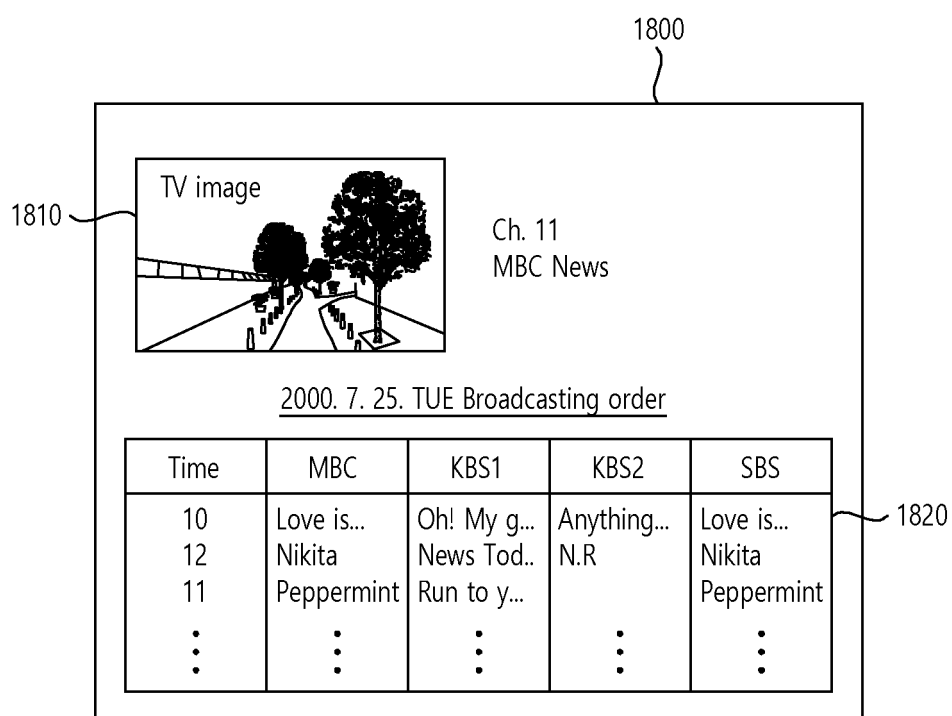 1800
TV image
1810
Ch. 11
MBC News
2000. 7. 25. TUE Broadcasting order
Time MBC KBS1 KBS2 SBS
10 Love is... Oh! My g... Anything... Love is...
1820
12 Nikita News Tod.. N.R Nikita
11 Peppermint Run to y... Peppermint